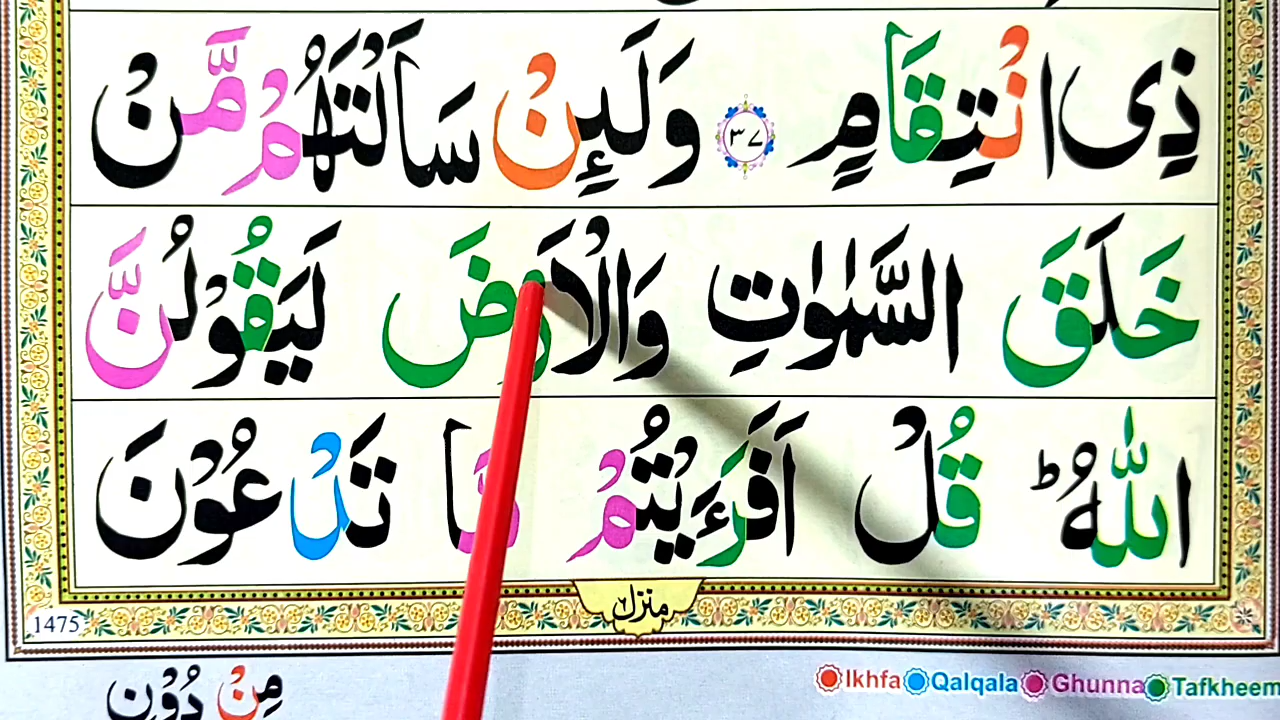 ذِى انْتِقَامٍ ٣٧ وَلَىِٕنْ سَاَلْتَهُمْ مَّنْ
خَلَقَ السَّمٰوٰتِ وَالْاَرْضَ لَيَقُوْلُنَّ
اللّٰهُ ؕ قُلْ اَفَرَءَيْتُمْ مَّا تَدْعُوْنَ
منزل
1475
مِنْ دُوْنِ
Ikhfa Qalqala Ghunna Tafkheem